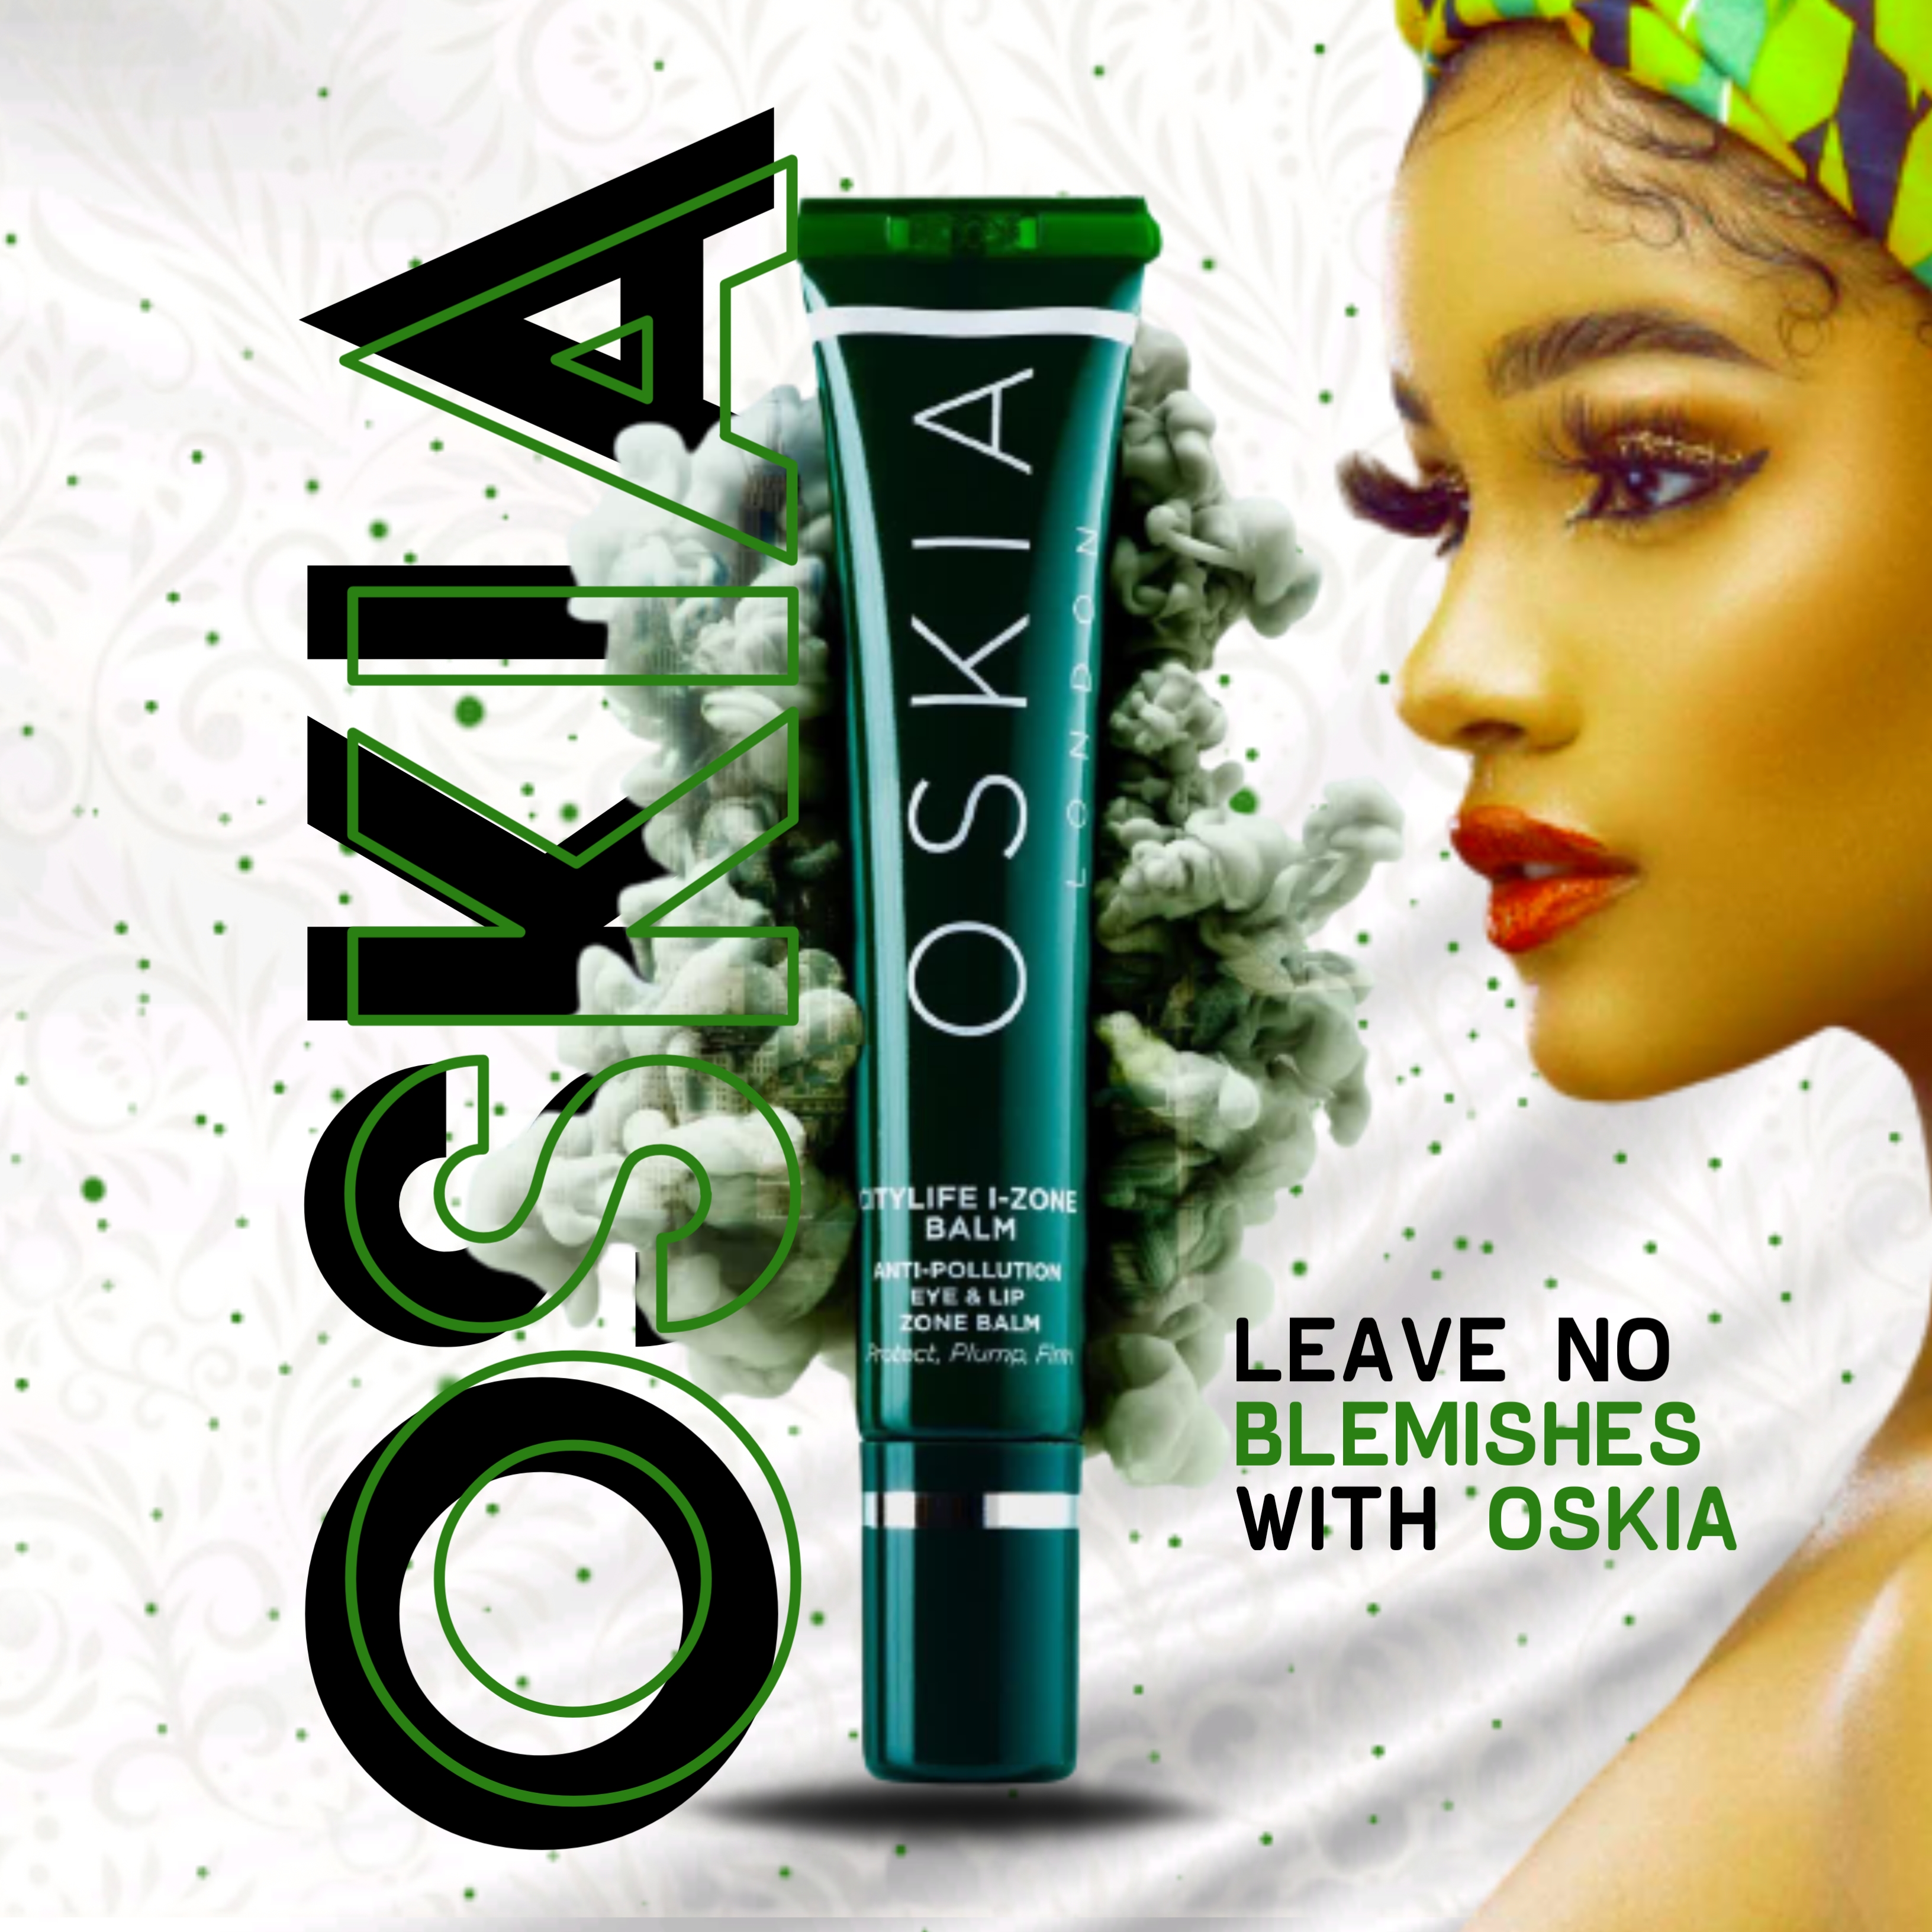 OSKIA
OSKIA
LONDON
CITYLIFE I-ZONE
BALM
ANTI-POLLUTION
EYE & LIP
ZONE BALM
Protect, Plump, Firm
LEAVE NO
BLEMISHES
WITH OSKIA